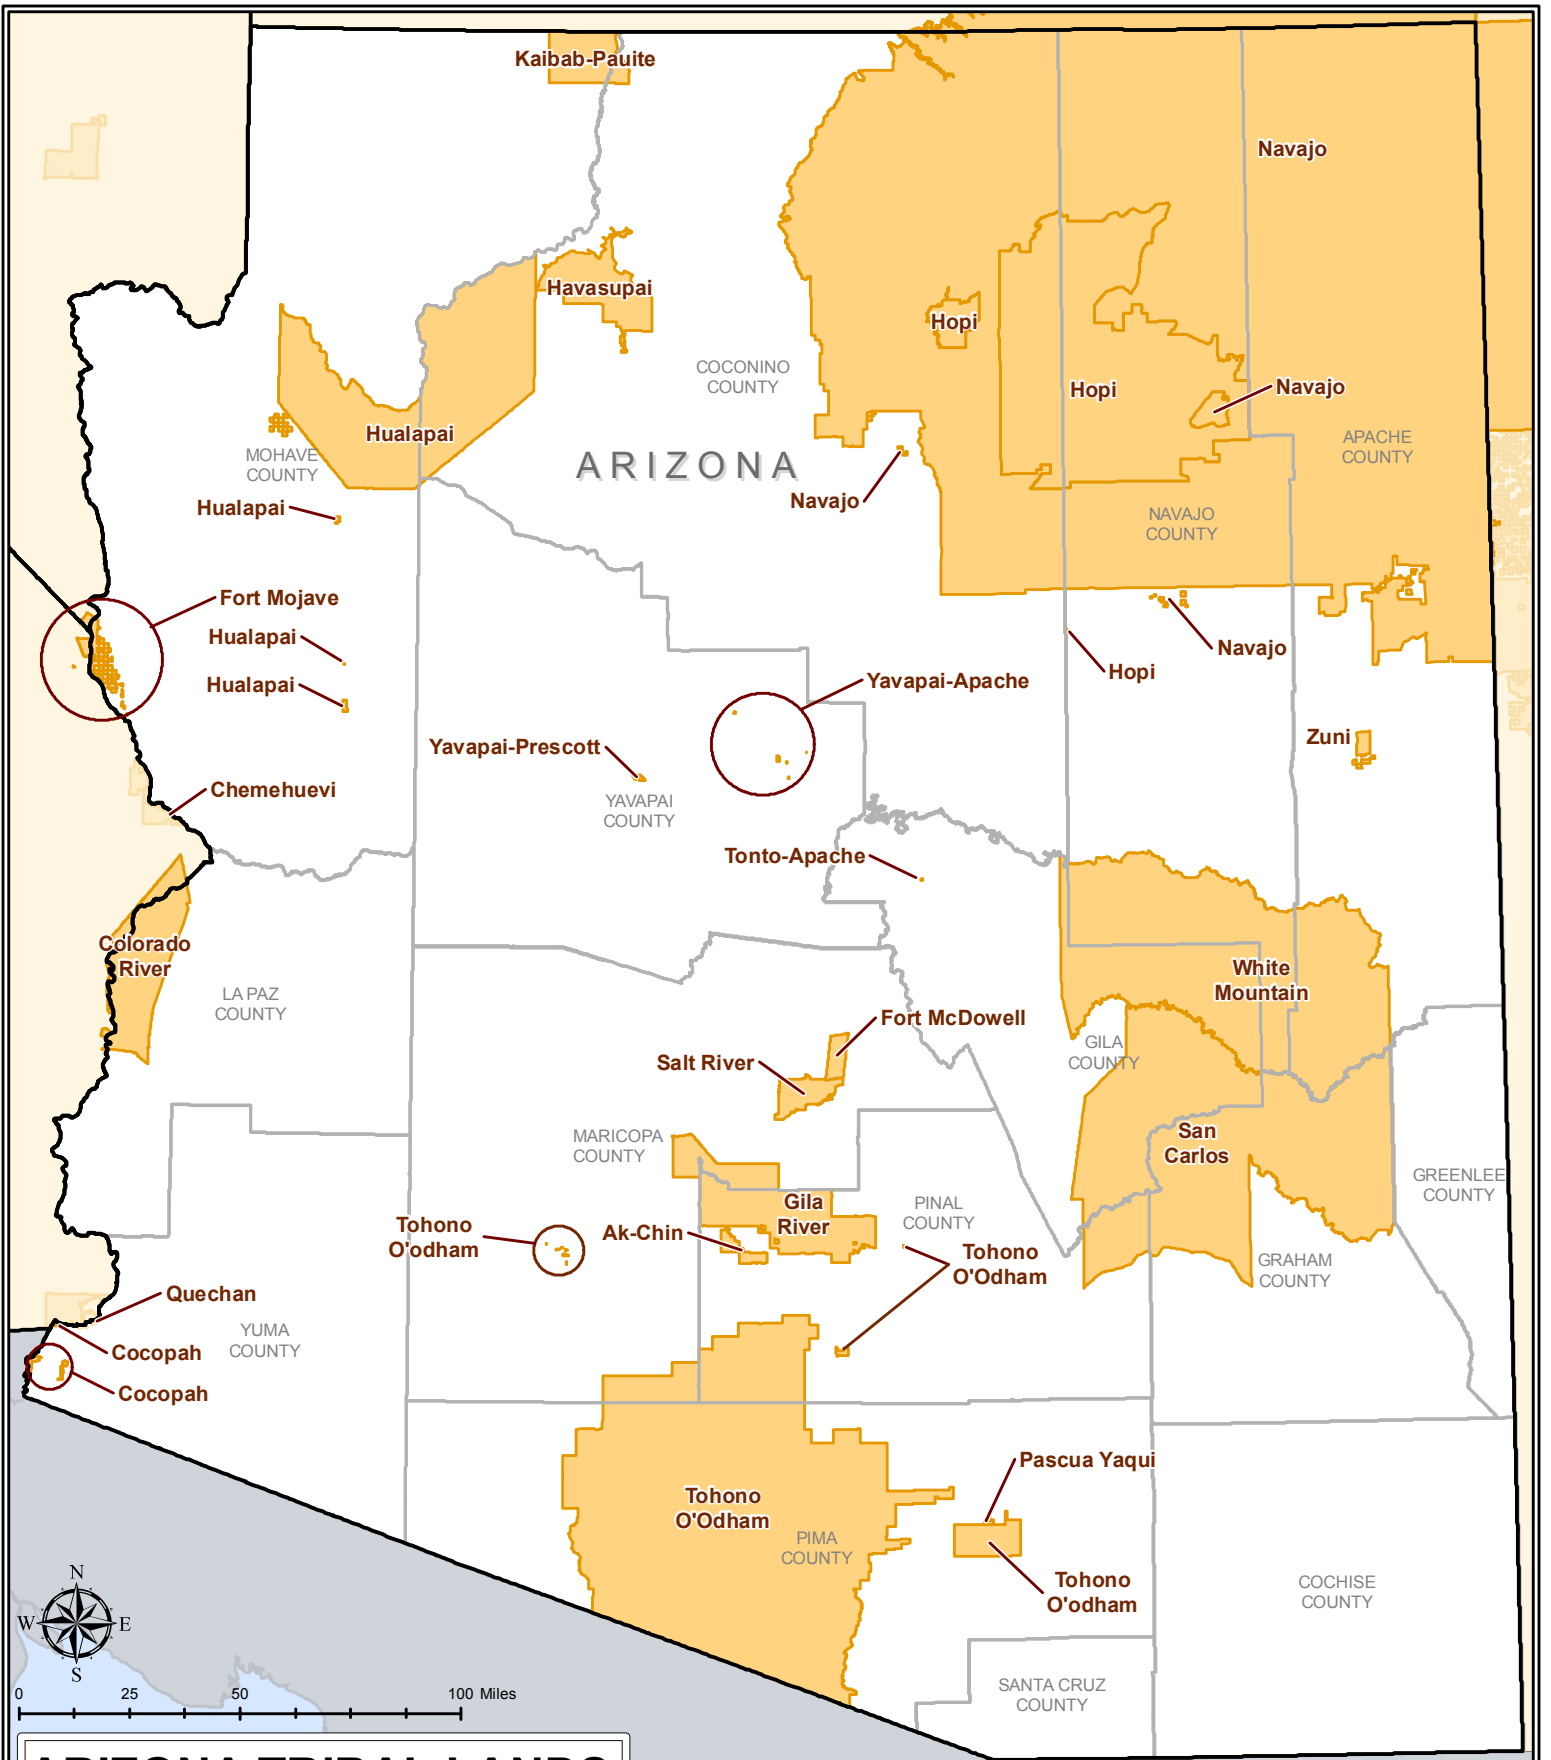 Kaibab-Pauite
Navajo
Havasupai
Hopi
COCONINO
COUNTY
Hopi
Navajo
Hualapai
MOHAVE
COUNTY
ARIZONA
APACHE
COUNTY
Navajo
Hualapai
NAVAJO
COUNTY
Fort Mojave
Hualapai
Navajo
Hopi
Hualapai
Yavapai-Apache
Yavapai-Prescott
Zuni
Chemehuevi
YAVAPAI
COUNTY
Tonto-Apache
Colorado
River
White
Mountain
LA PAZ
COUNTY
Fort McDowell
GILA
COUNTY
Salt River
MARICOPA
COUNTY
San
Carlos
GREENLEE
COUNTY
Gila
River
PINAL
COUNTY
Tohono
O'odham
Ak-Chin
Tohono
O'Odham
GRAHAM
COUNTY
Quechan
YUMA
COUNTY
Cocopah
Cocopah
Pascua Yaqui
Tohono
O'Odham
PIMA
COUNTY
Tohono
O'odham
COCHISE
COUNTY
N
W E
S
SANTA CRUZ
COUNTY
0 25 50 100 Miles
ARIZONA TRIBAL LANDS